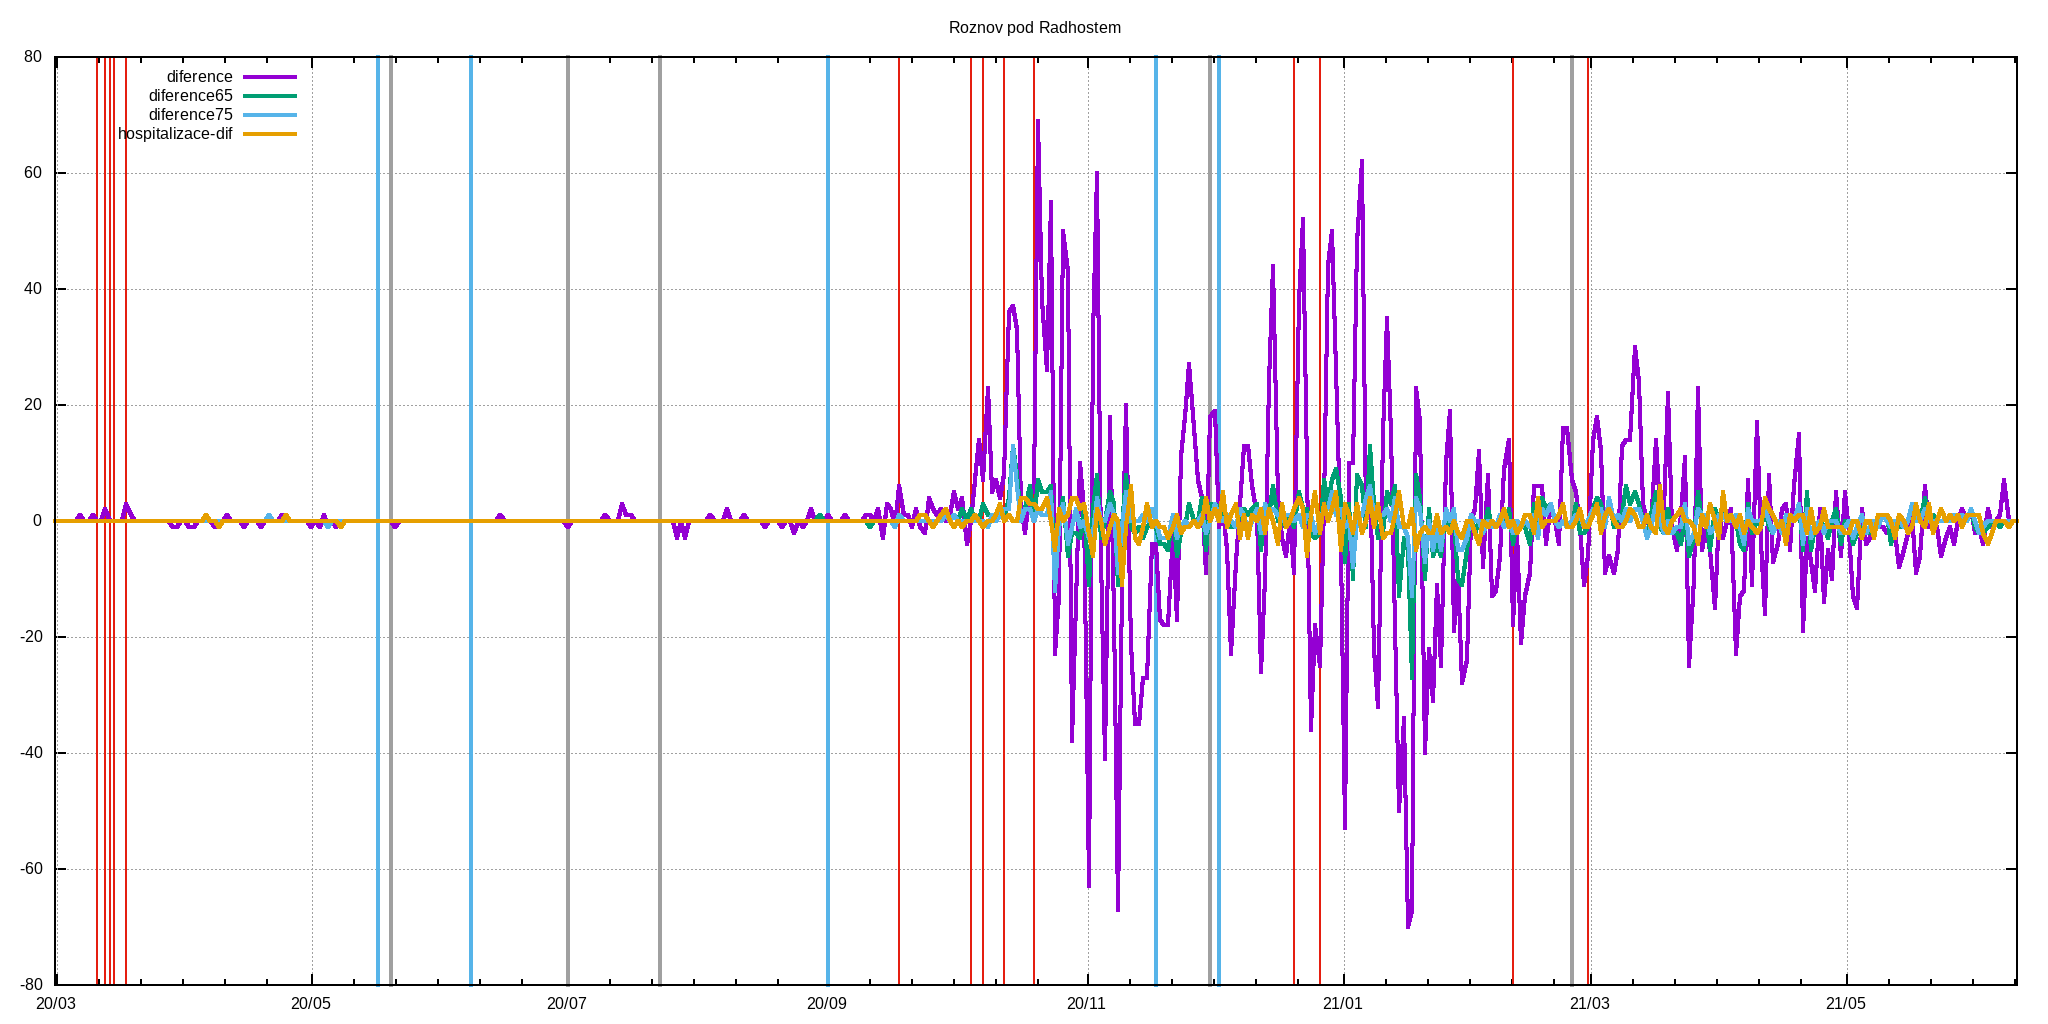 Roznov pod Radhostem
80
60
40
20
0
-20
-40
-60
-80
diference
diference65
diference75
hospitalizace-dif
20/03 20/05 20/07 20/09 20/11 21/01 21/03 21/05